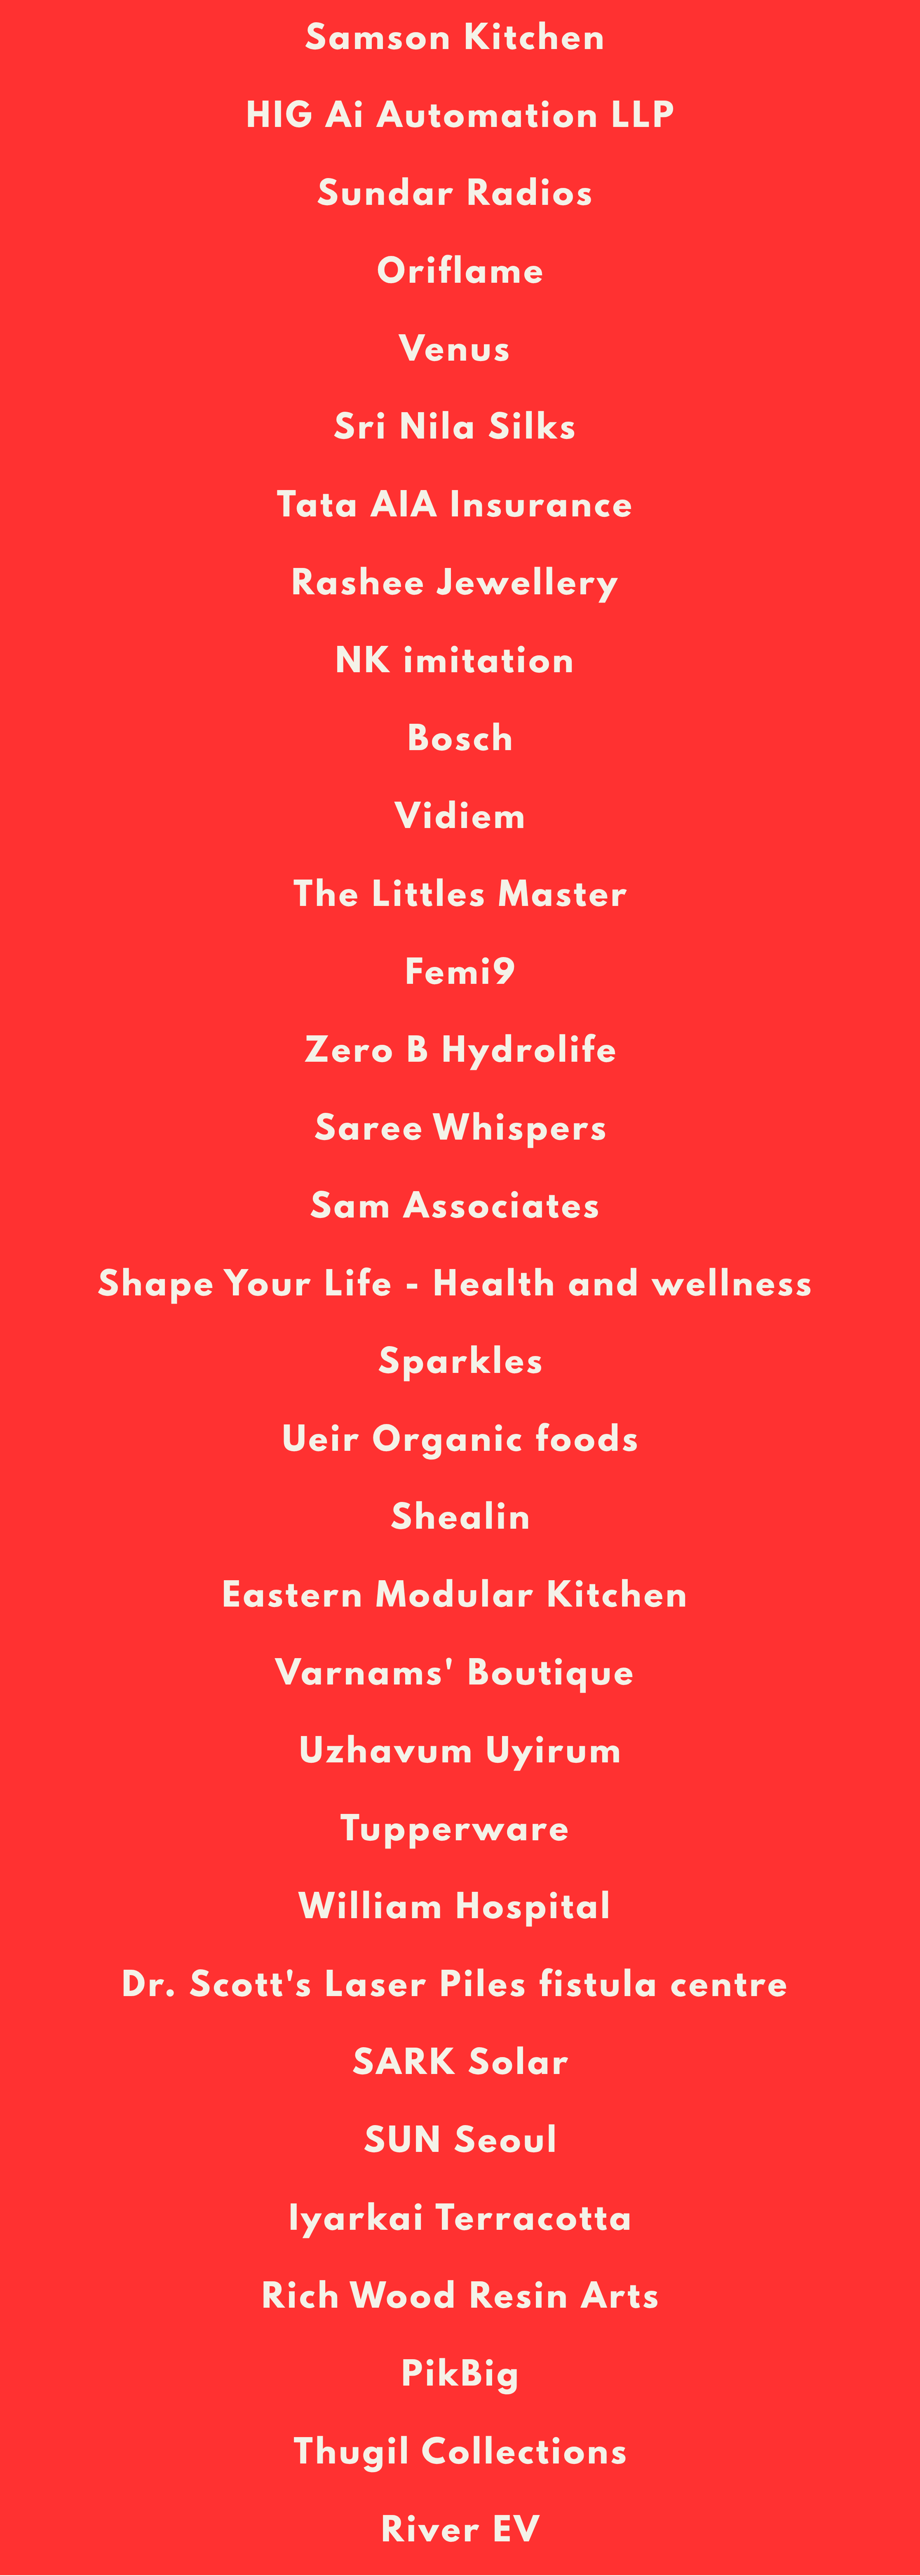 Samson Kitchen
HIG Ai Automation LLP
Sundar Radios
Oriflame
Venus
Sri Nila Silks
Tata AIA Insurance
Rashee Jewellery
NK imitation
Bosch
Vidiem
The Littles Master
Femi9
Zero B Hydrolife
Saree Whispers
Sam Associates
Shape Your Life - Health and wellness
Sparkles
Ueir Organic foods
Shealin
Eastern Modular Kitchen
Varnams' Boutique
Uzhavum Uyirum
Tupperware
William Hospital
Dr. Scott's Laser Piles fistula centre
SARK Solar
SUN Seoul
Iyarkai Terracotta
Rich Wood Resin Arts
PikBig
Thugil Collections
River EV